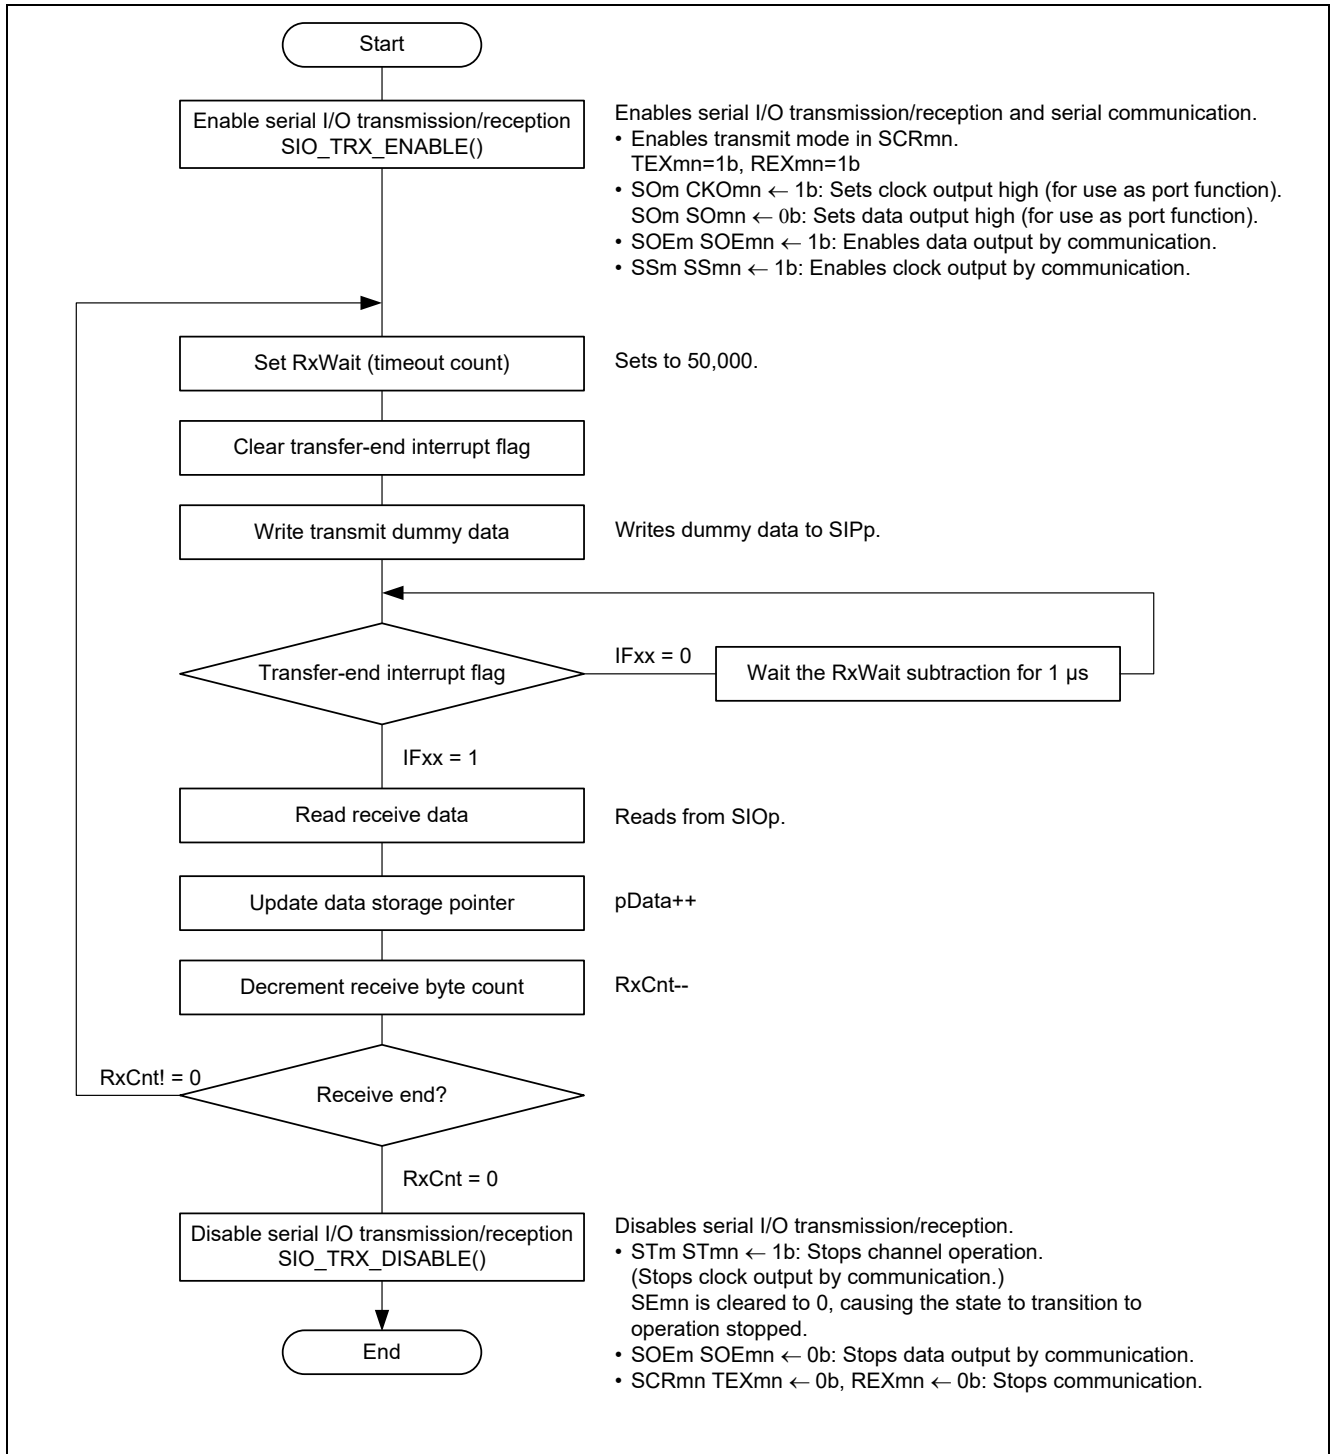 Start
Enable serial I/O transmission/reception
SIO_TRX_ENABLE()
Enables serial I/O transmission/reception and serial communication.
• Enables transmit mode in SCRmn.
TEXmn=1b, REXmn=1b
• SOm CKOmn ← 1b: Sets clock output high (for use as port function).
SOm SOmn ← 0b: Sets data output high (for use as port function).
• SOEm SOEmn ← 1b: Enables data output by communication.
• SSm SSmn ← 1b: Enables clock output by communication.
Set RxWait (timeout count)
Sets to 50,000.
Clear transfer-end interrupt flag
Write transmit dummy data
Writes dummy data to SIPp.
Transfer-end interrupt flag
IFxx = 0
Wait the RxWait subtraction for 1 µs
IFxx = 1
Read receive data
Reads from SIOp.
Update data storage pointer
pData++
Decrement receive byte count
RxCnt--
RxCnt! = 0
Receive end?
RxCnt = 0
Disable serial I/O transmission/reception
SIO_TRX_DISABLE()
Disables serial I/O transmission/reception.
• STm STmn ← 1b: Stops channel operation.
(Stops clock output by communication.)
SEmn is cleared to 0, causing the state to transition to
operation stopped.
• SOEm SOEmn ← 0b: Stops data output by communication.
• SCRmn TEXmn ← 0b, REXmn ← 0b: Stops communication.
End